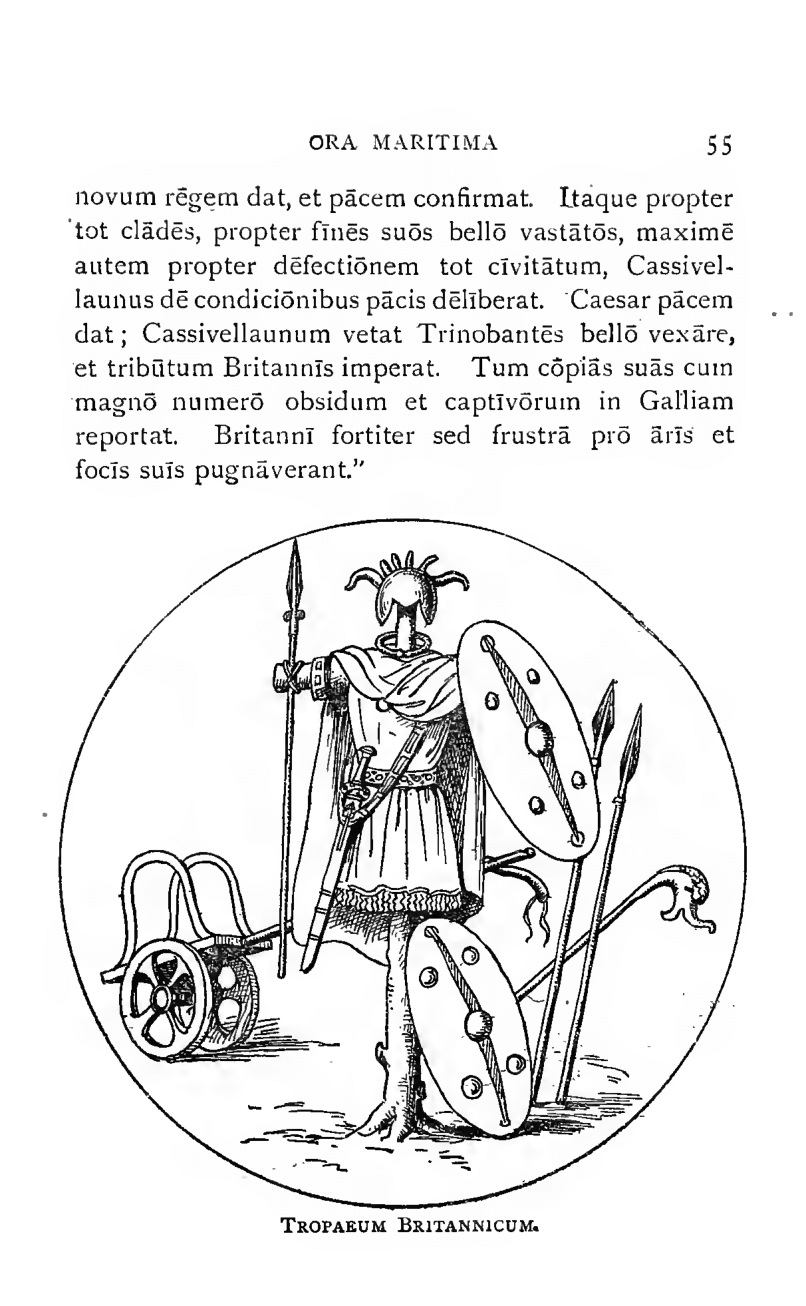 ORA MARITIMA 55
novum rēgem dat, et pācem confirmat. Itaque propter
tot clādēs, propter fīnēs suōs bellō vastātōs, maximē
autem propter dēfectiōnem tot cīvitātum, Cassivel-
launus dē condiciōnibus pācis dēlīberat. Caesar pācem
dat; Cassivellaunum vetat Trinobantēs bellō vexāre,
et tribūtum Britannīs imperat. Tum cōpiās suās cum
magnō numerō obsidum et captīvōrum in Galliam
reportat. Britannī fortiter sed frustrā prō ārīs et
focīs suīs pugnāverant.”
TROPAEUM BRITANNICUM.